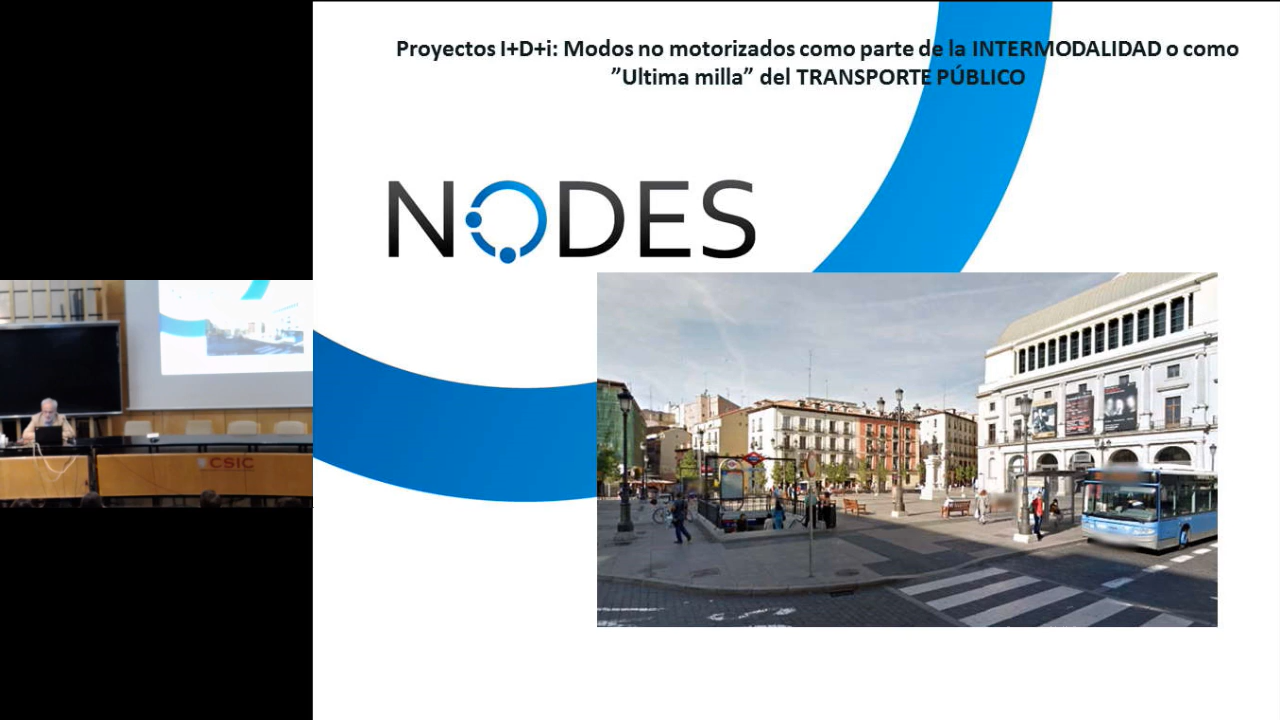 Proyectos I+D+i: Modos no motorizados como parte de la INTERMODALIDAD o como
”Ultima milla” del TRANSPORTE PÚBLICO
NODES
CSIC